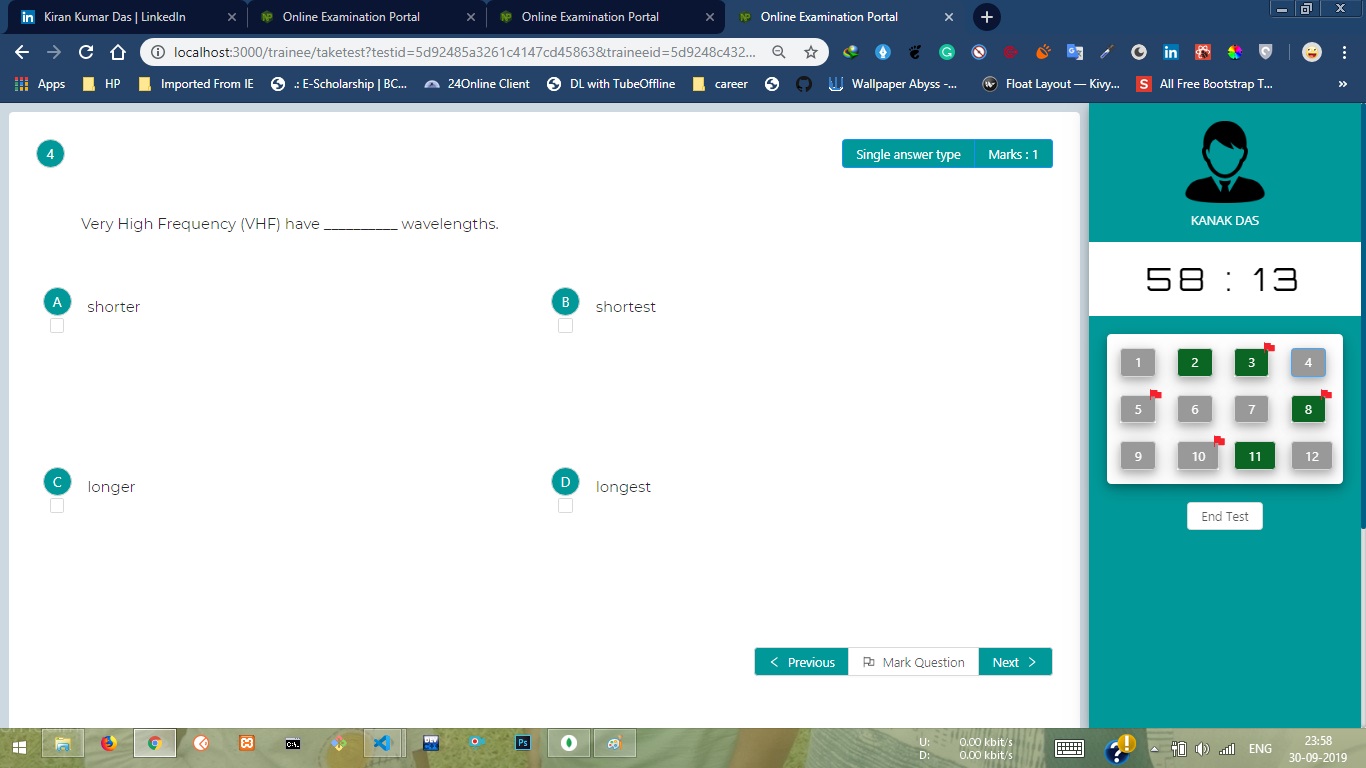 Kiran Kumar Das | LinkedIn
Online Examination Portal
Online Examination Portal
Online Examination Portal
localhost:3000/trainee/taketest?testid=5d92485a3261c4147cd45863&traineeid=5d9248c432...
Apps
HP
Imported From IE
.: E-Scholarship | BC...
24Online Client
DL with TubeOffline
career
Wallpaper Abyss -...
Float Layout — Kivy...
All Free Bootstrap T...
»
4
Single answer type
Marks : 1
Very High Frequency (VHF) have __________ wavelengths.
A
shorter
B
shortest
C
longer
D
longest
Previous
Mark Question
Next
KANAK DAS
58 : 13
1 2 3 4
5 6 7 8
9 10 11 12
End Test
U: 0.00 kbit/s
D: 0.00 kbit/s
ENG
23:58
30-09-2019